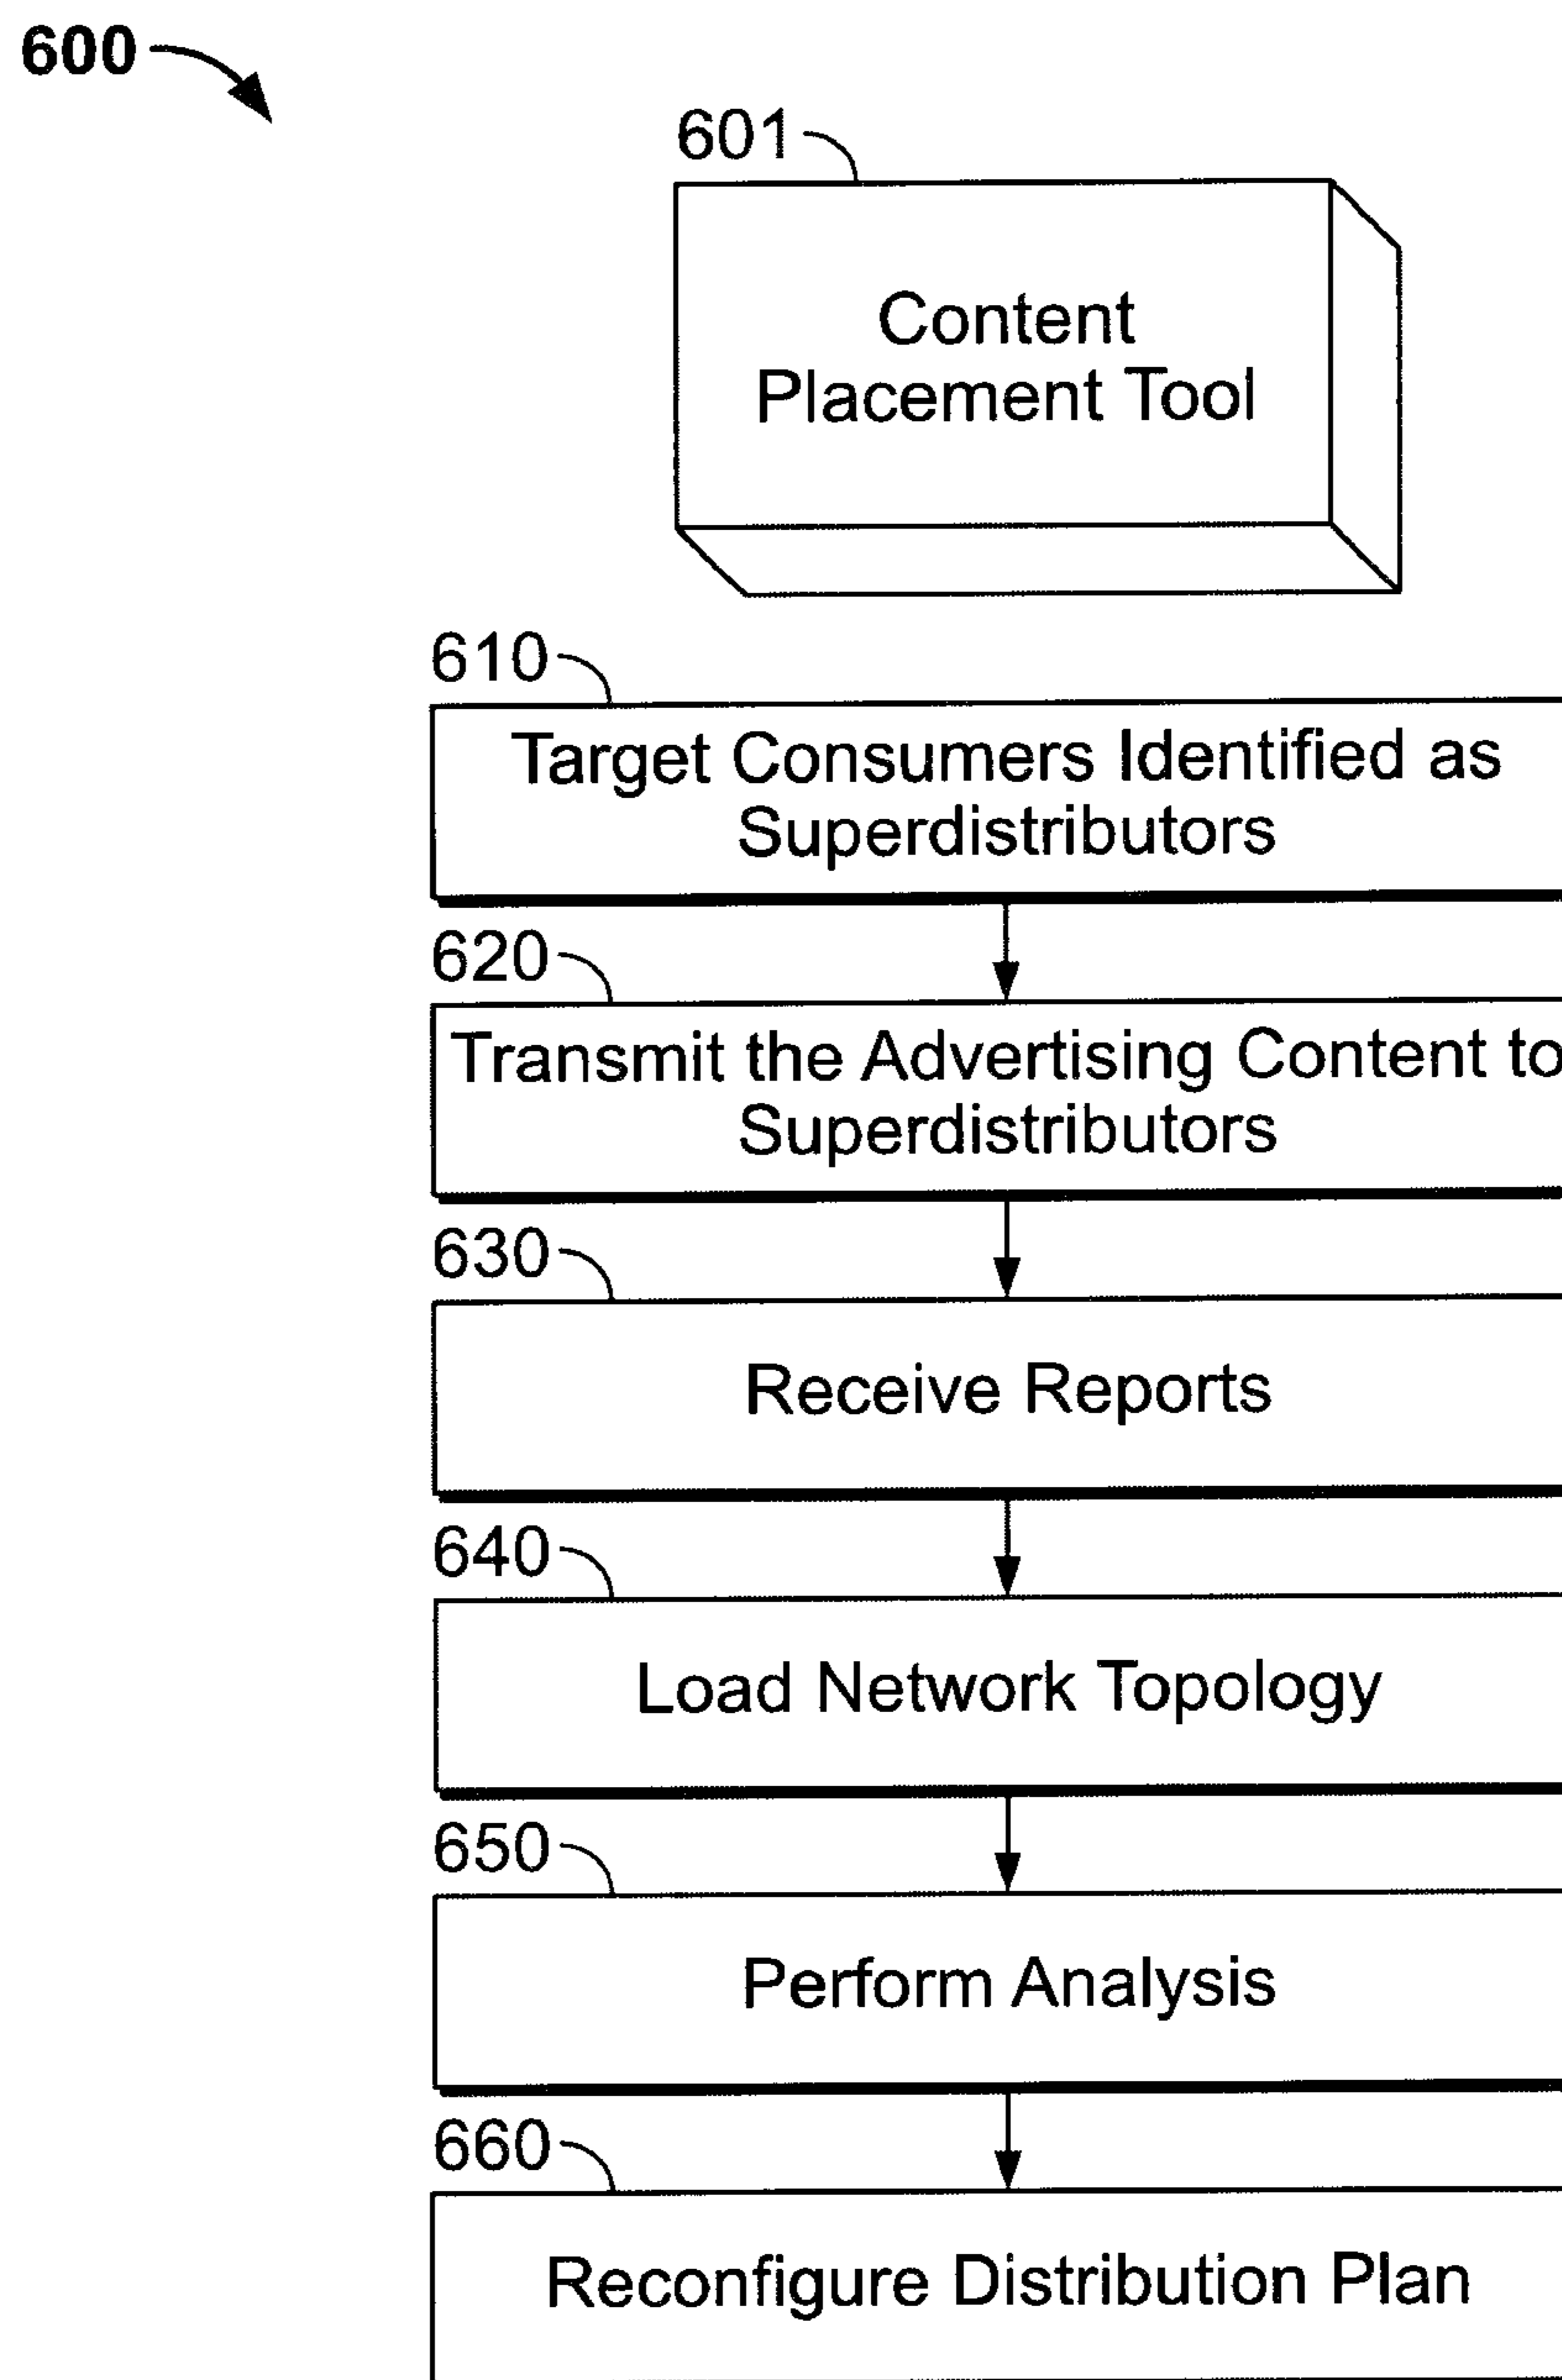 600
601
Content
Placement Tool
610
Target Consumers Identified as
Superdistributors
620
Transmit the Advertising Content to
Superdistributors
630
Receive Reports
640
Load Network Topology
650
Perform Analysis
660
Reconfigure Distribution Plan